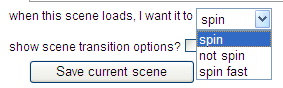 when this scene loads, I want it to spin
spin
show scene transition options?
not spin
Save current scene
spin fast